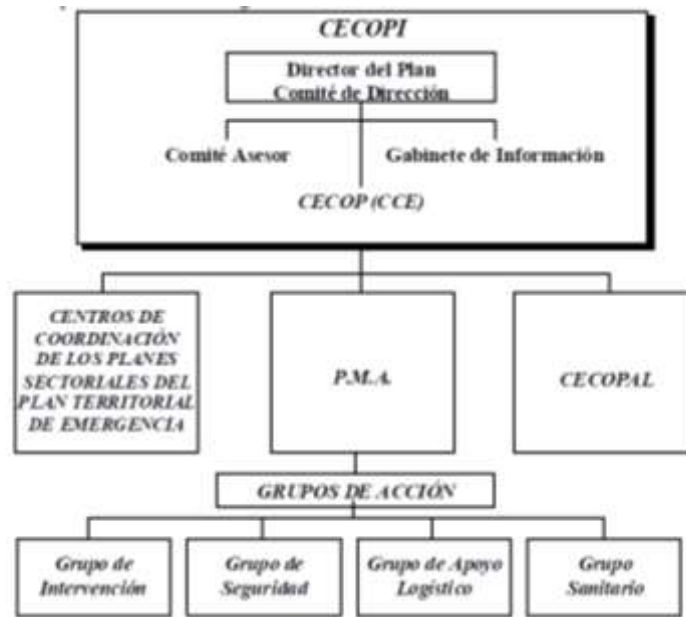 CECOPI
Director del Plan
Comité de Dirección
Comité Asesor
Gabinete de Información
CECOP (CCE)
CENTROS DE
COORDINACIÓN
DE LOS PLANES
SECTORIALES DEL
PLAN TERRITORIAL
DE EMERGENCIA
P.M.A.
CECOPAL
GRUPOS DE ACCIÓN
Grupo de
Intervención
Grupo de
Seguridad
Grupo de Apoyo
Logístico
Grupo
Sanitario